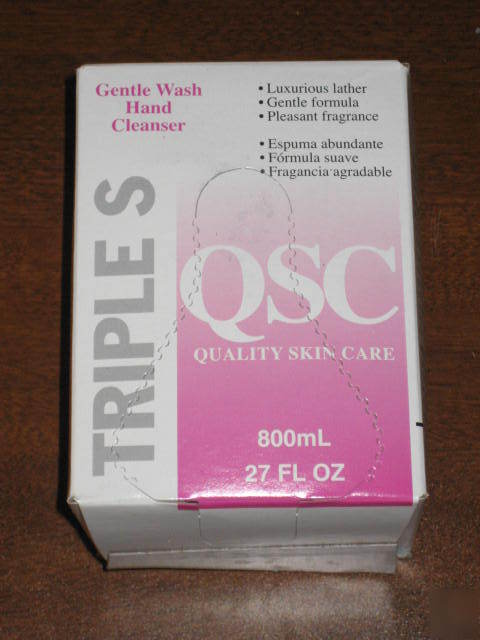 Gentle Wash
Hand
Cleanser
• Luxurious lather
• Gentle formula
• Pleasant fragrance
• Espuma abundante
• Fórmula suave
• Fragancia agradable
TRIPLE S
QSC
QUALITY SKIN CARE
800mL
27 FL OZ